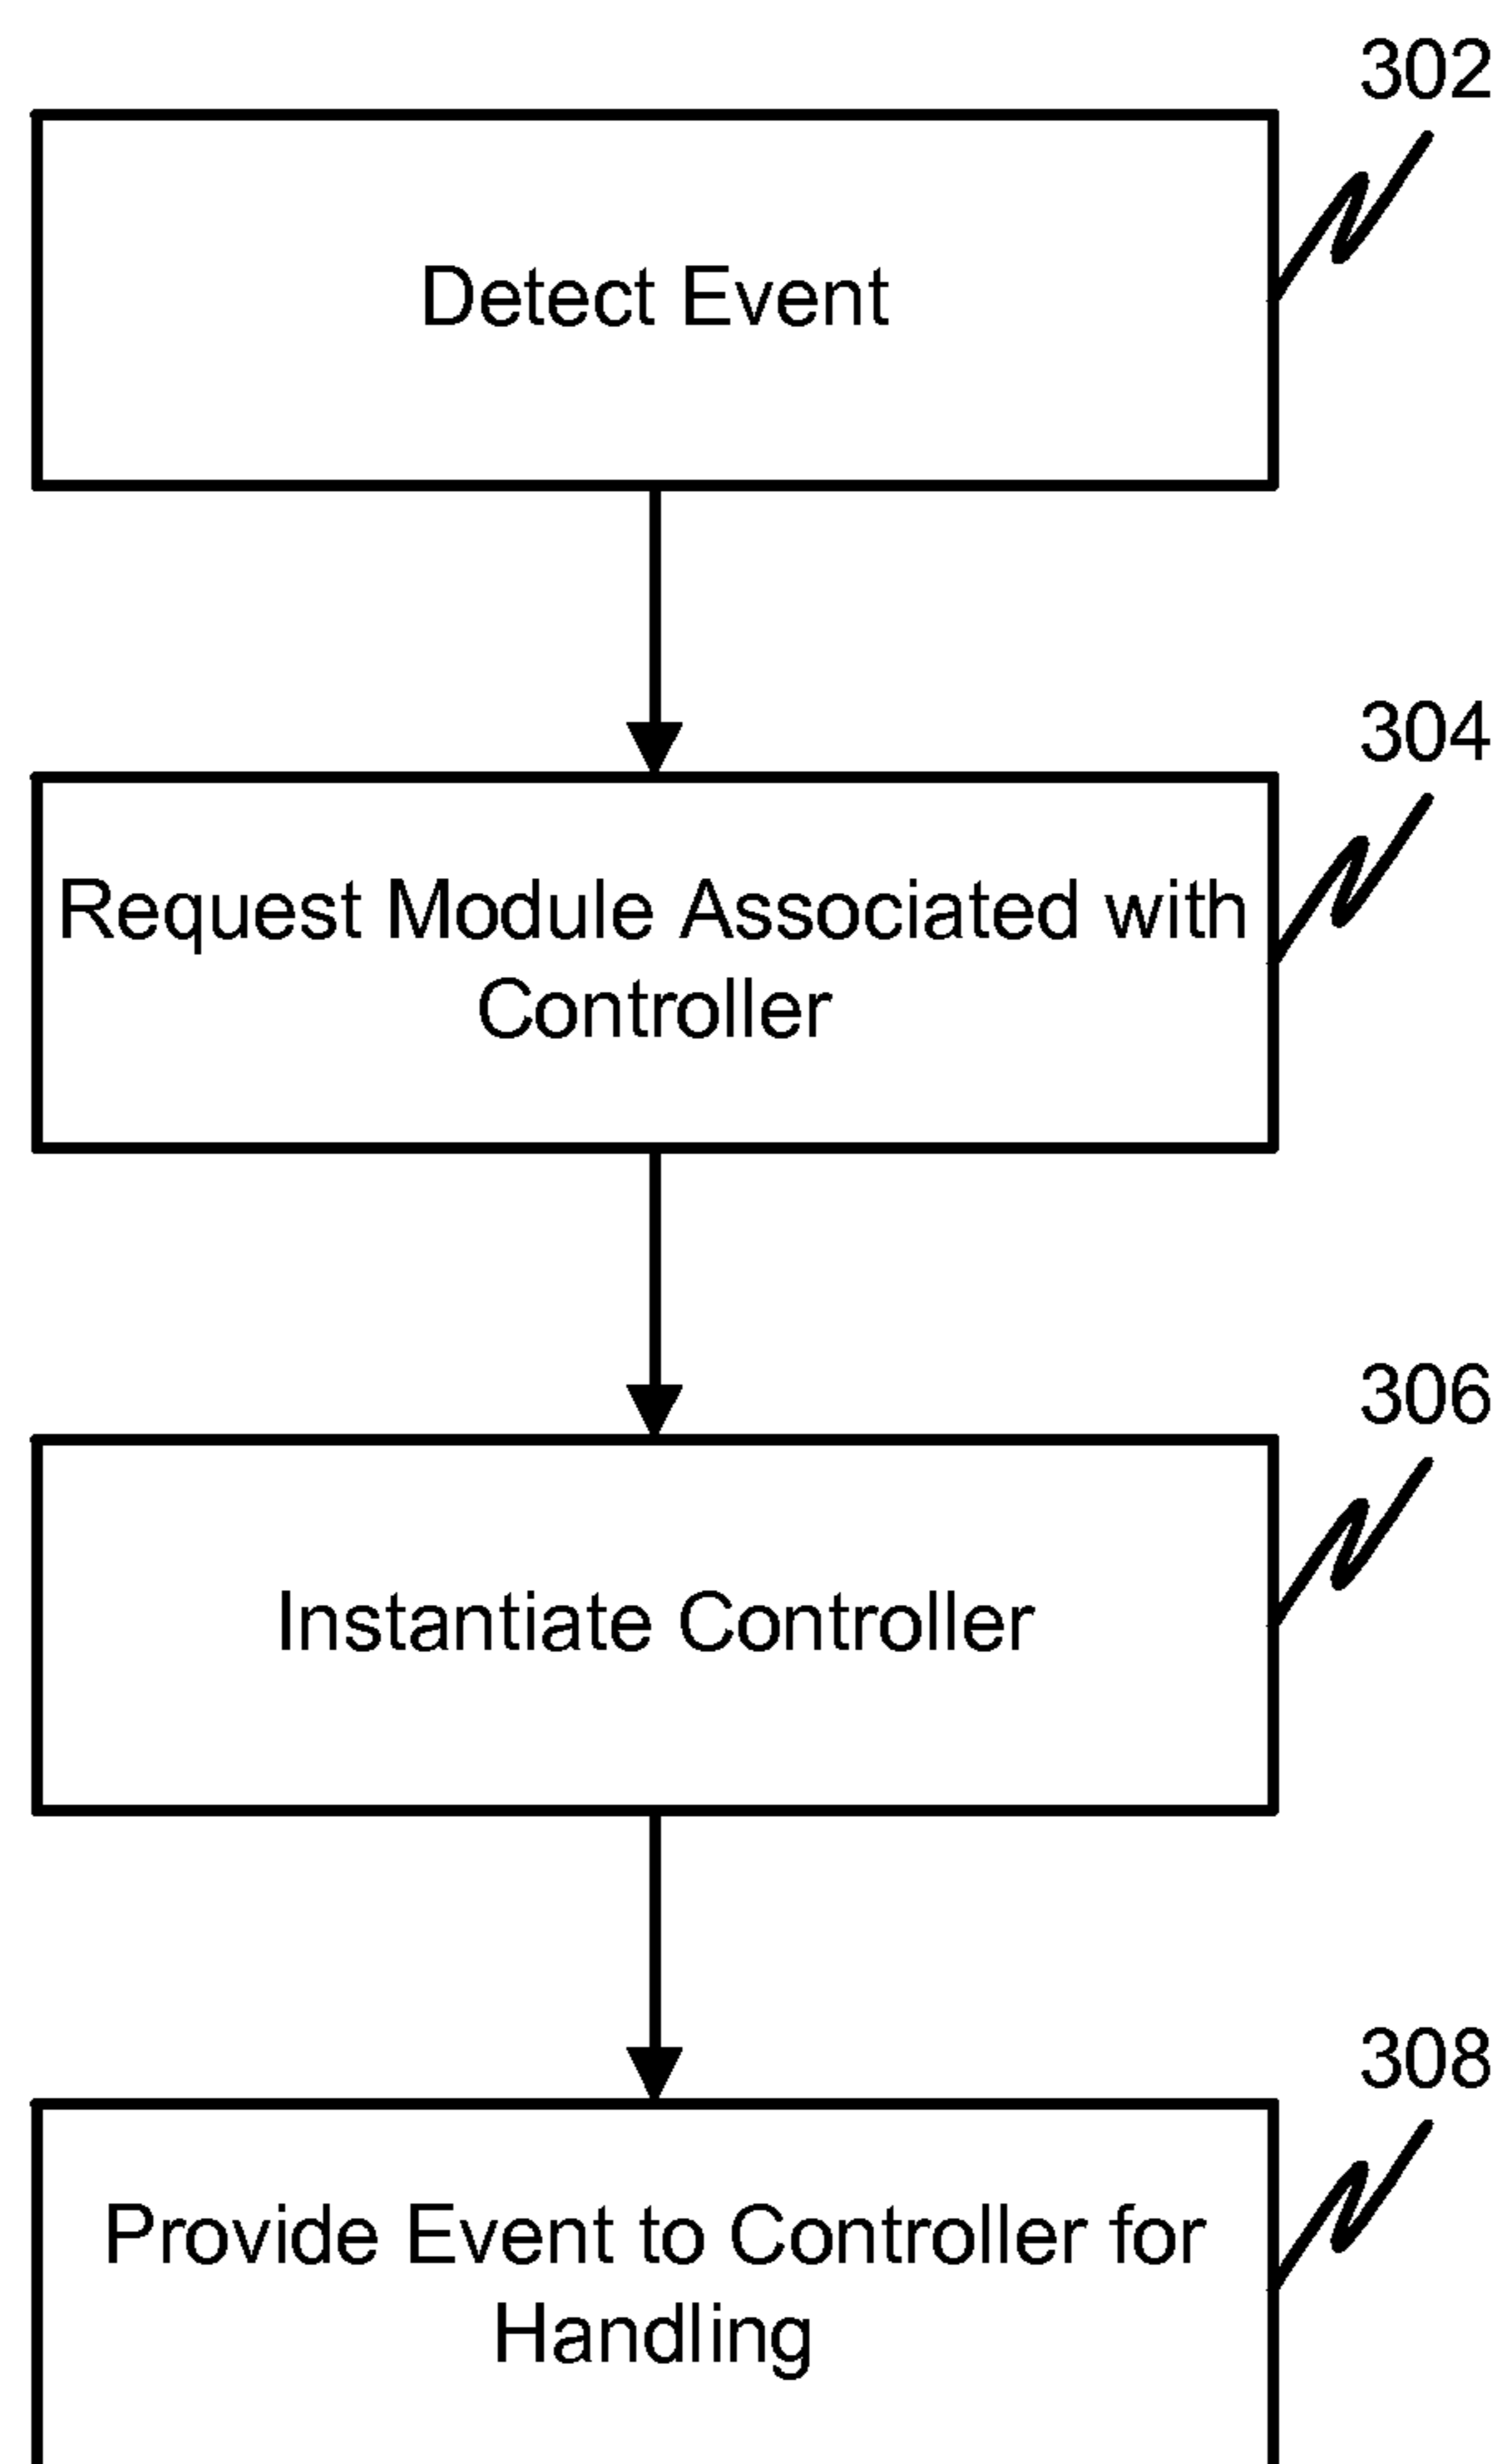 302
Detect Event
304
Request Module Associated with
Controller
306
Instantiate Controller
308
Provide Event to Controller for
Handling